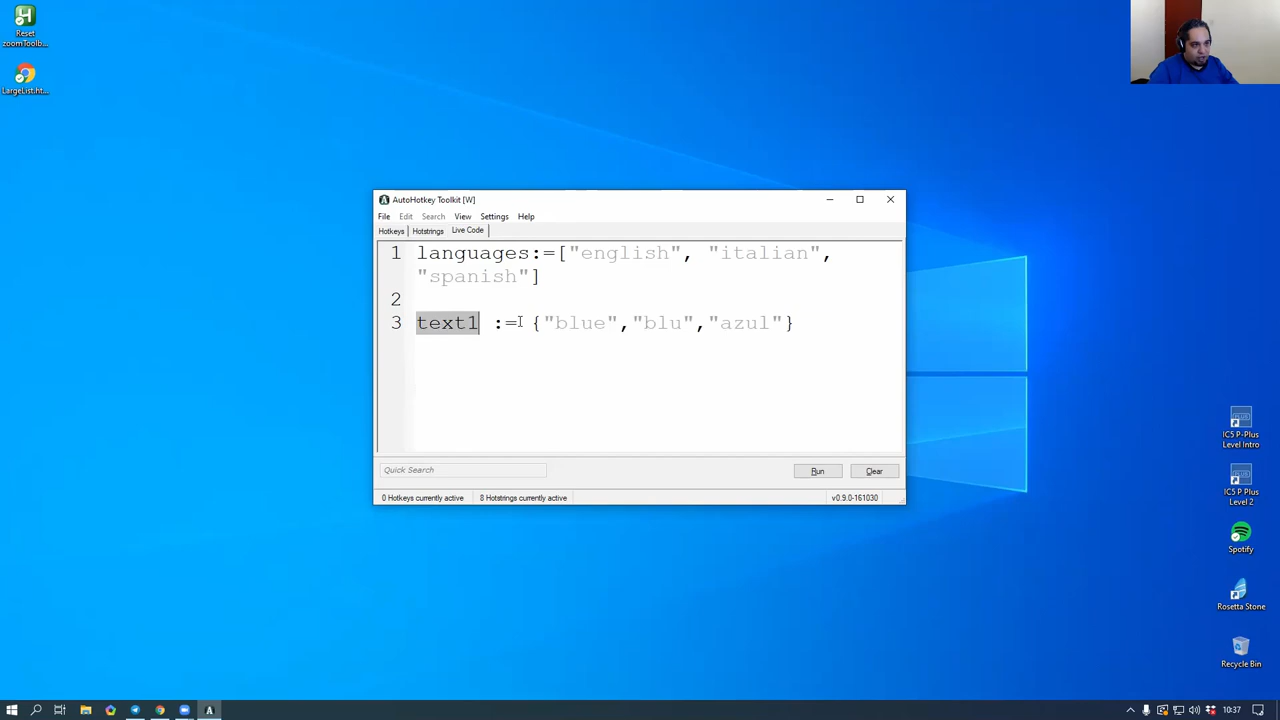 Reset
zoomToolb...
LargeList.ht...
AutoHotkey Toolkit [W]
File Edit Search View Settings Help
Hotkeys Hotstrings Live Code
1 languages:=["english", "italian",
"spanish"]
2
3 text1 := {"blue","blu","azul"}
Quick Search
Run Clear
0 Hotkeys currently active 8 Hotstrings currently active v0.9.0-161030
IC5 P-Plus
Level Intro
IC5 P Plus
Level 2
Spotify
Rosetta Stone
Recycle Bin
10:37